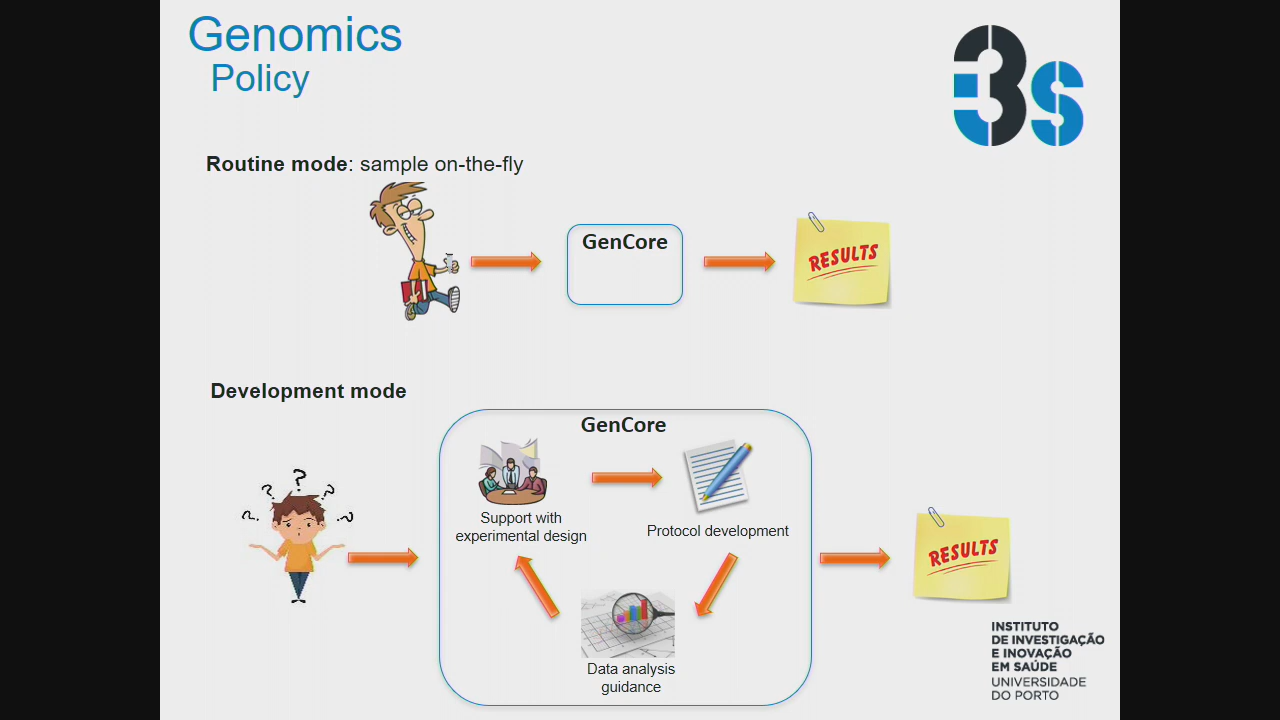 Genomics
Policy
3s
Routine mode: sample on-the-fly
GenCore
RESULTS
Development mode
GenCore
? ? ? ? ?
Support with
experimental design
Protocol development
RESULTS
Data analysis
guidance
INSTITUTO
DE INVESTIGAÇÃO
E INOVAÇÃO
EM SAÚDE
UNIVERSIDADE
DO PORTO